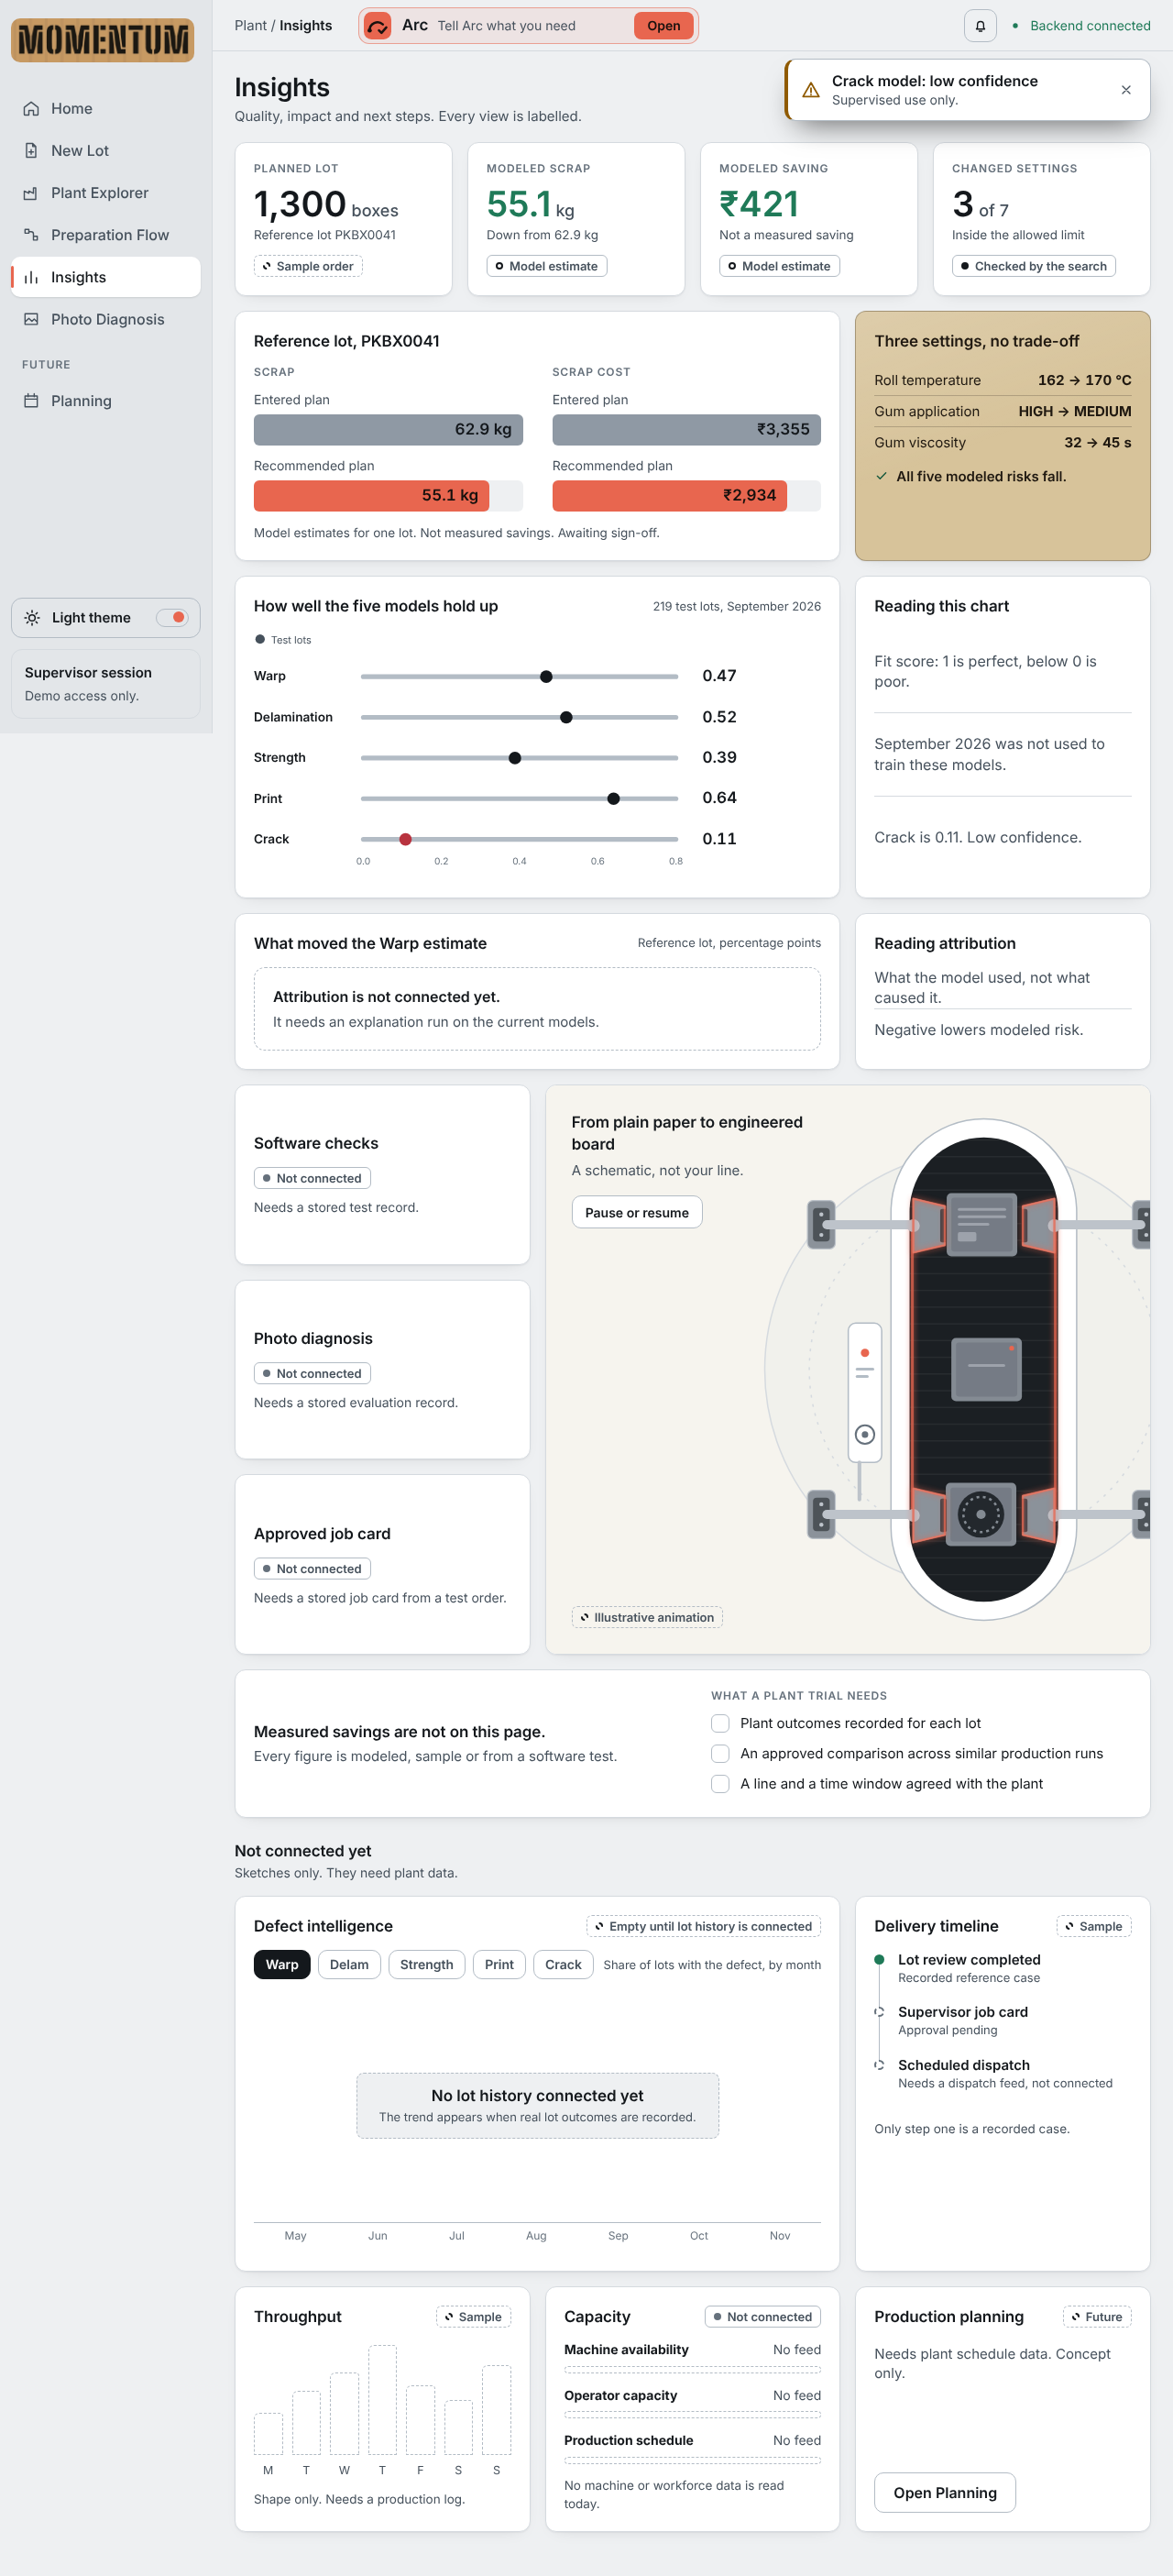 MOMENTUM
Home
New Lot
Plant Explorer
Preparation Flow
Insights
Photo Diagnosis
FUTURE
Planning
Light theme
Supervisor session
Demo access only.
Plant / Insights
Arc Tell Arc what you need Open
Backend connected
Insights
Quality, impact and next steps. Every view is labelled.
Crack model: low confidence
Supervised use only.
PLANNED LOT
1,300 boxes
Reference lot PKBX0041
Sample order
MODELED SCRAP
55.1 kg
Down from 62.9 kg
Model estimate
MODELED SAVING
₹421
Not a measured saving
Model estimate
CHANGED SETTINGS
3 of 7
Inside the allowed limit
Checked by the search
Reference lot, PKBX0041
SCRAP
Entered plan
62.9 kg
Recommended plan
55.1 kg
SCRAP COST
Entered plan
₹3,355
Recommended plan
₹2,934
Model estimates for one lot. Not measured savings. Awaiting sign-off.
Three settings, no trade-off
Roll temperature 162 → 170 °C
Gum application HIGH → MEDIUM
Gum viscosity 32 → 45 s
All five modeled risks fall.
How well the five models hold up 219 test lots, September 2026
Test lots
Warp 0.47
Delamination 0.52
Strength 0.39
Print 0.64
Crack 0.11
0.0 0.2 0.4 0.6 0.8
Reading this chart
Fit score: 1 is perfect, below 0 is
poor.
September 2026 was not used to
train these models.
Crack is 0.11. Low confidence.
What moved the Warp estimate Reference lot, percentage points
Attribution is not connected yet.
It needs an explanation run on the current models.
Reading attribution
What the model used, not what
caused it.
Negative lowers modeled risk.
Software checks
Not connected
Needs a stored test record.
Photo diagnosis
Not connected
Needs a stored evaluation record.
Approved job card
Not connected
Needs a stored job card from a test order.
From plain paper to engineered
board
A schematic, not your line.
Pause or resume
Illustrative animation
Measured savings are not on this page.
Every figure is modeled, sample or from a software test.
WHAT A PLANT TRIAL NEEDS
Plant outcomes recorded for each lot
An approved comparison across similar production runs
A line and a time window agreed with the plant
Not connected yet
Sketches only. They need plant data.
Defect intelligence Empty until lot history is connected
Warp Delam Strength Print Crack Share of lots with the defect, by month
No lot history connected yet
The trend appears when real lot outcomes are recorded.
May Jun Jul Aug Sep Oct Nov
Delivery timeline Sample
Lot review completed
Recorded reference case
Supervisor job card
Approval pending
Scheduled dispatch
Needs a dispatch feed, not connected
Only step one is a recorded case.
Throughput Sample
M T W T F S S
Shape only. Needs a production log.
Capacity Not connected
Machine availability No feed
Operator capacity No feed
Production schedule No feed
No machine or workforce data is read
today.
Production planning Future
Needs plant schedule data. Concept
only.
Open Planning